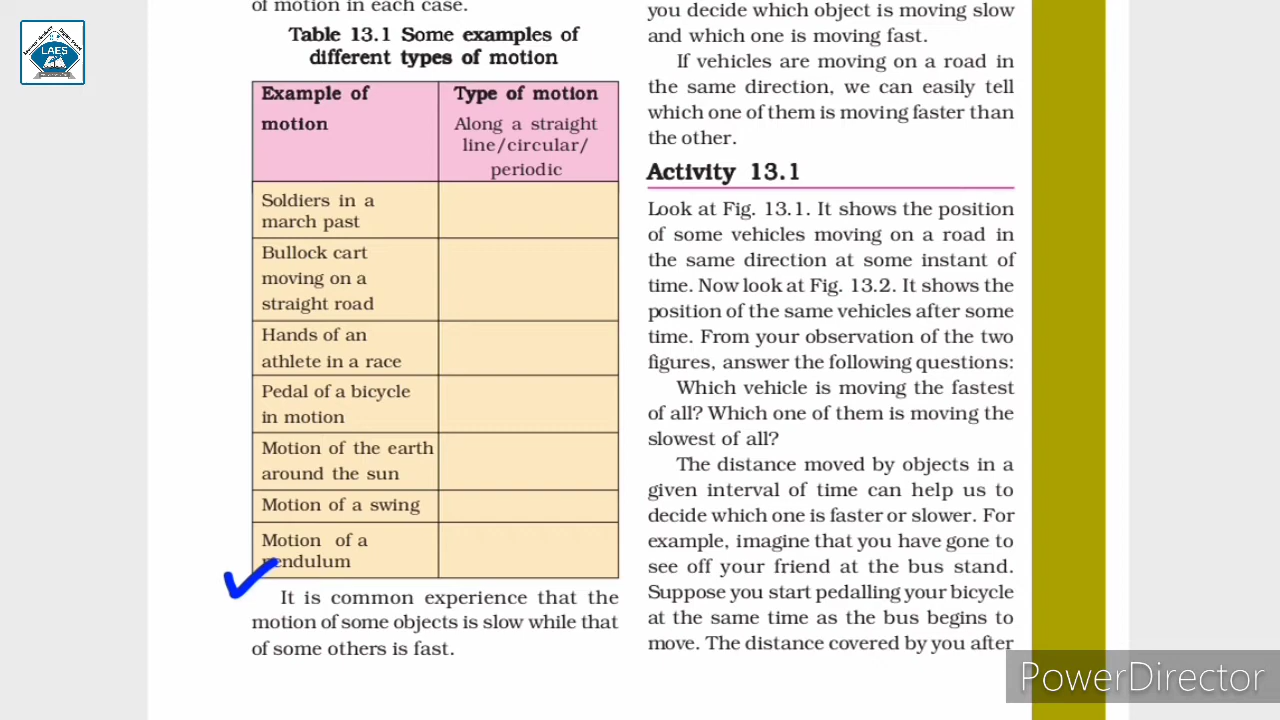 LAES
of motion in each case.
Table 13.1 Some examples of
different types of motion
Example of
motion
Type of motion
Along a straight
line/circular/
periodic
Soldiers in a
march past
Bullock cart
moving on a
straight road
Hands of an
athlete in a race
Pedal of a bicycle
in motion
Motion of the earth
around the sun
Motion of a swing
Motion of a
pendulum
It is common experience that the
motion of some objects is slow while that
of some others is fast.
you decide which object is moving slow
and which one is moving fast.
If vehicles are moving on a road in
the same direction, we can easily tell
which one of them is moving faster than
the other.
Activity 13.1
Look at Fig. 13.1. It shows the position
of some vehicles moving on a road in
the same direction at some instant of
time. Now look at Fig. 13.2. It shows the
position of the same vehicles after some
time. From your observation of the two
figures, answer the following questions:
Which vehicle is moving the fastest
of all? Which one of them is moving the
slowest of all?
The distance moved by objects in a
given interval of time can help us to
decide which one is faster or slower. For
example, imagine that you have gone to
see off your friend at the bus stand.
Suppose you start pedalling your bicycle
at the same time as the bus begins to
move. The distance covered by you after
PowerDirector